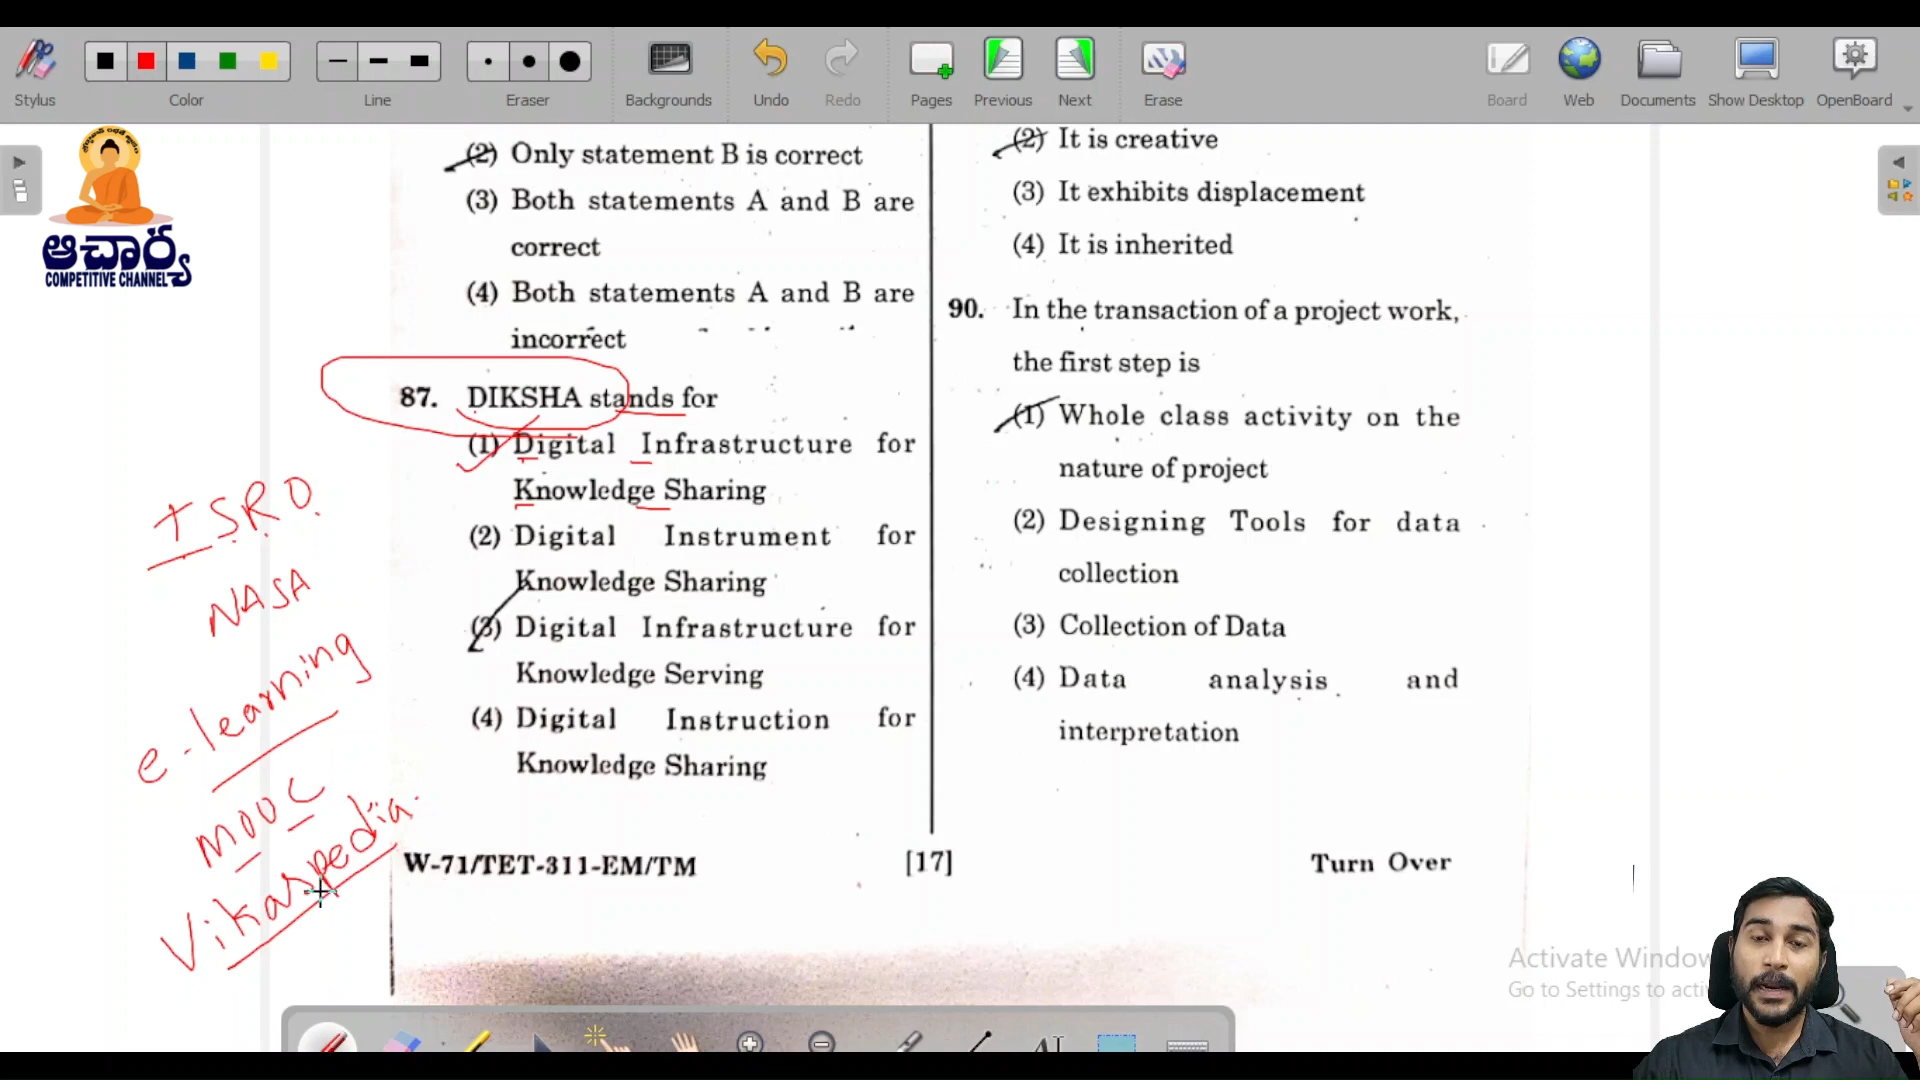 Stylus
Color
Line
Eraser
Backgrounds
Undo
Redo
Pages
Previous
Next
Erase
Board
Web
Documents
Show Desktop
OpenBoard
ఆచార్య
COMPETITIVE CHANNEL
(2) Only statement B is correct
(3) Both statements A and B are
correct
(4) Both statements A and B are
incorrect
87. DIKSHA stands for
(1) Digital Infrastructure for
Knowledge Sharing
(2) Digital Instrument for
Knowledge Sharing
(3) Digital Infrastructure for
Knowledge Serving
(4) Digital Instruction for
Knowledge Sharing
ISRO
NASA
e-learning
MOOC
Vikaspedia
(2) It is creative
(3) It exhibits displacement
(4) It is inherited
90. In the transaction of a project work,
the first step is
(1) Whole class activity on the
nature of project
(2) Designing Tools for data
collection
(3) Collection of Data
(4) Data analysis and
interpretation
W-71/TET-311-EM/TM
[17]
Turn Over
Activate Window
Go to Settings to acti